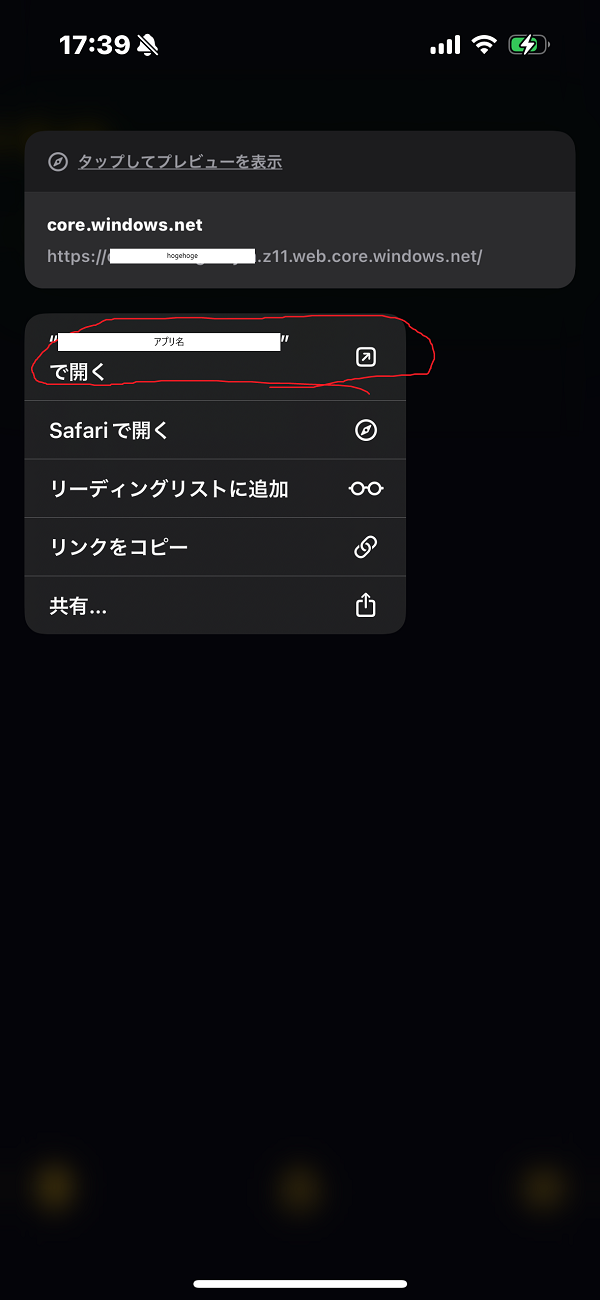 17:39
タップしてプレビューを表示
core.windows.net
https://hogehoge.z11.web.core.windows.net/
“アプリ名”
で開く
Safariで開く
リーディングリストに追加
リンクをコピー
共有...